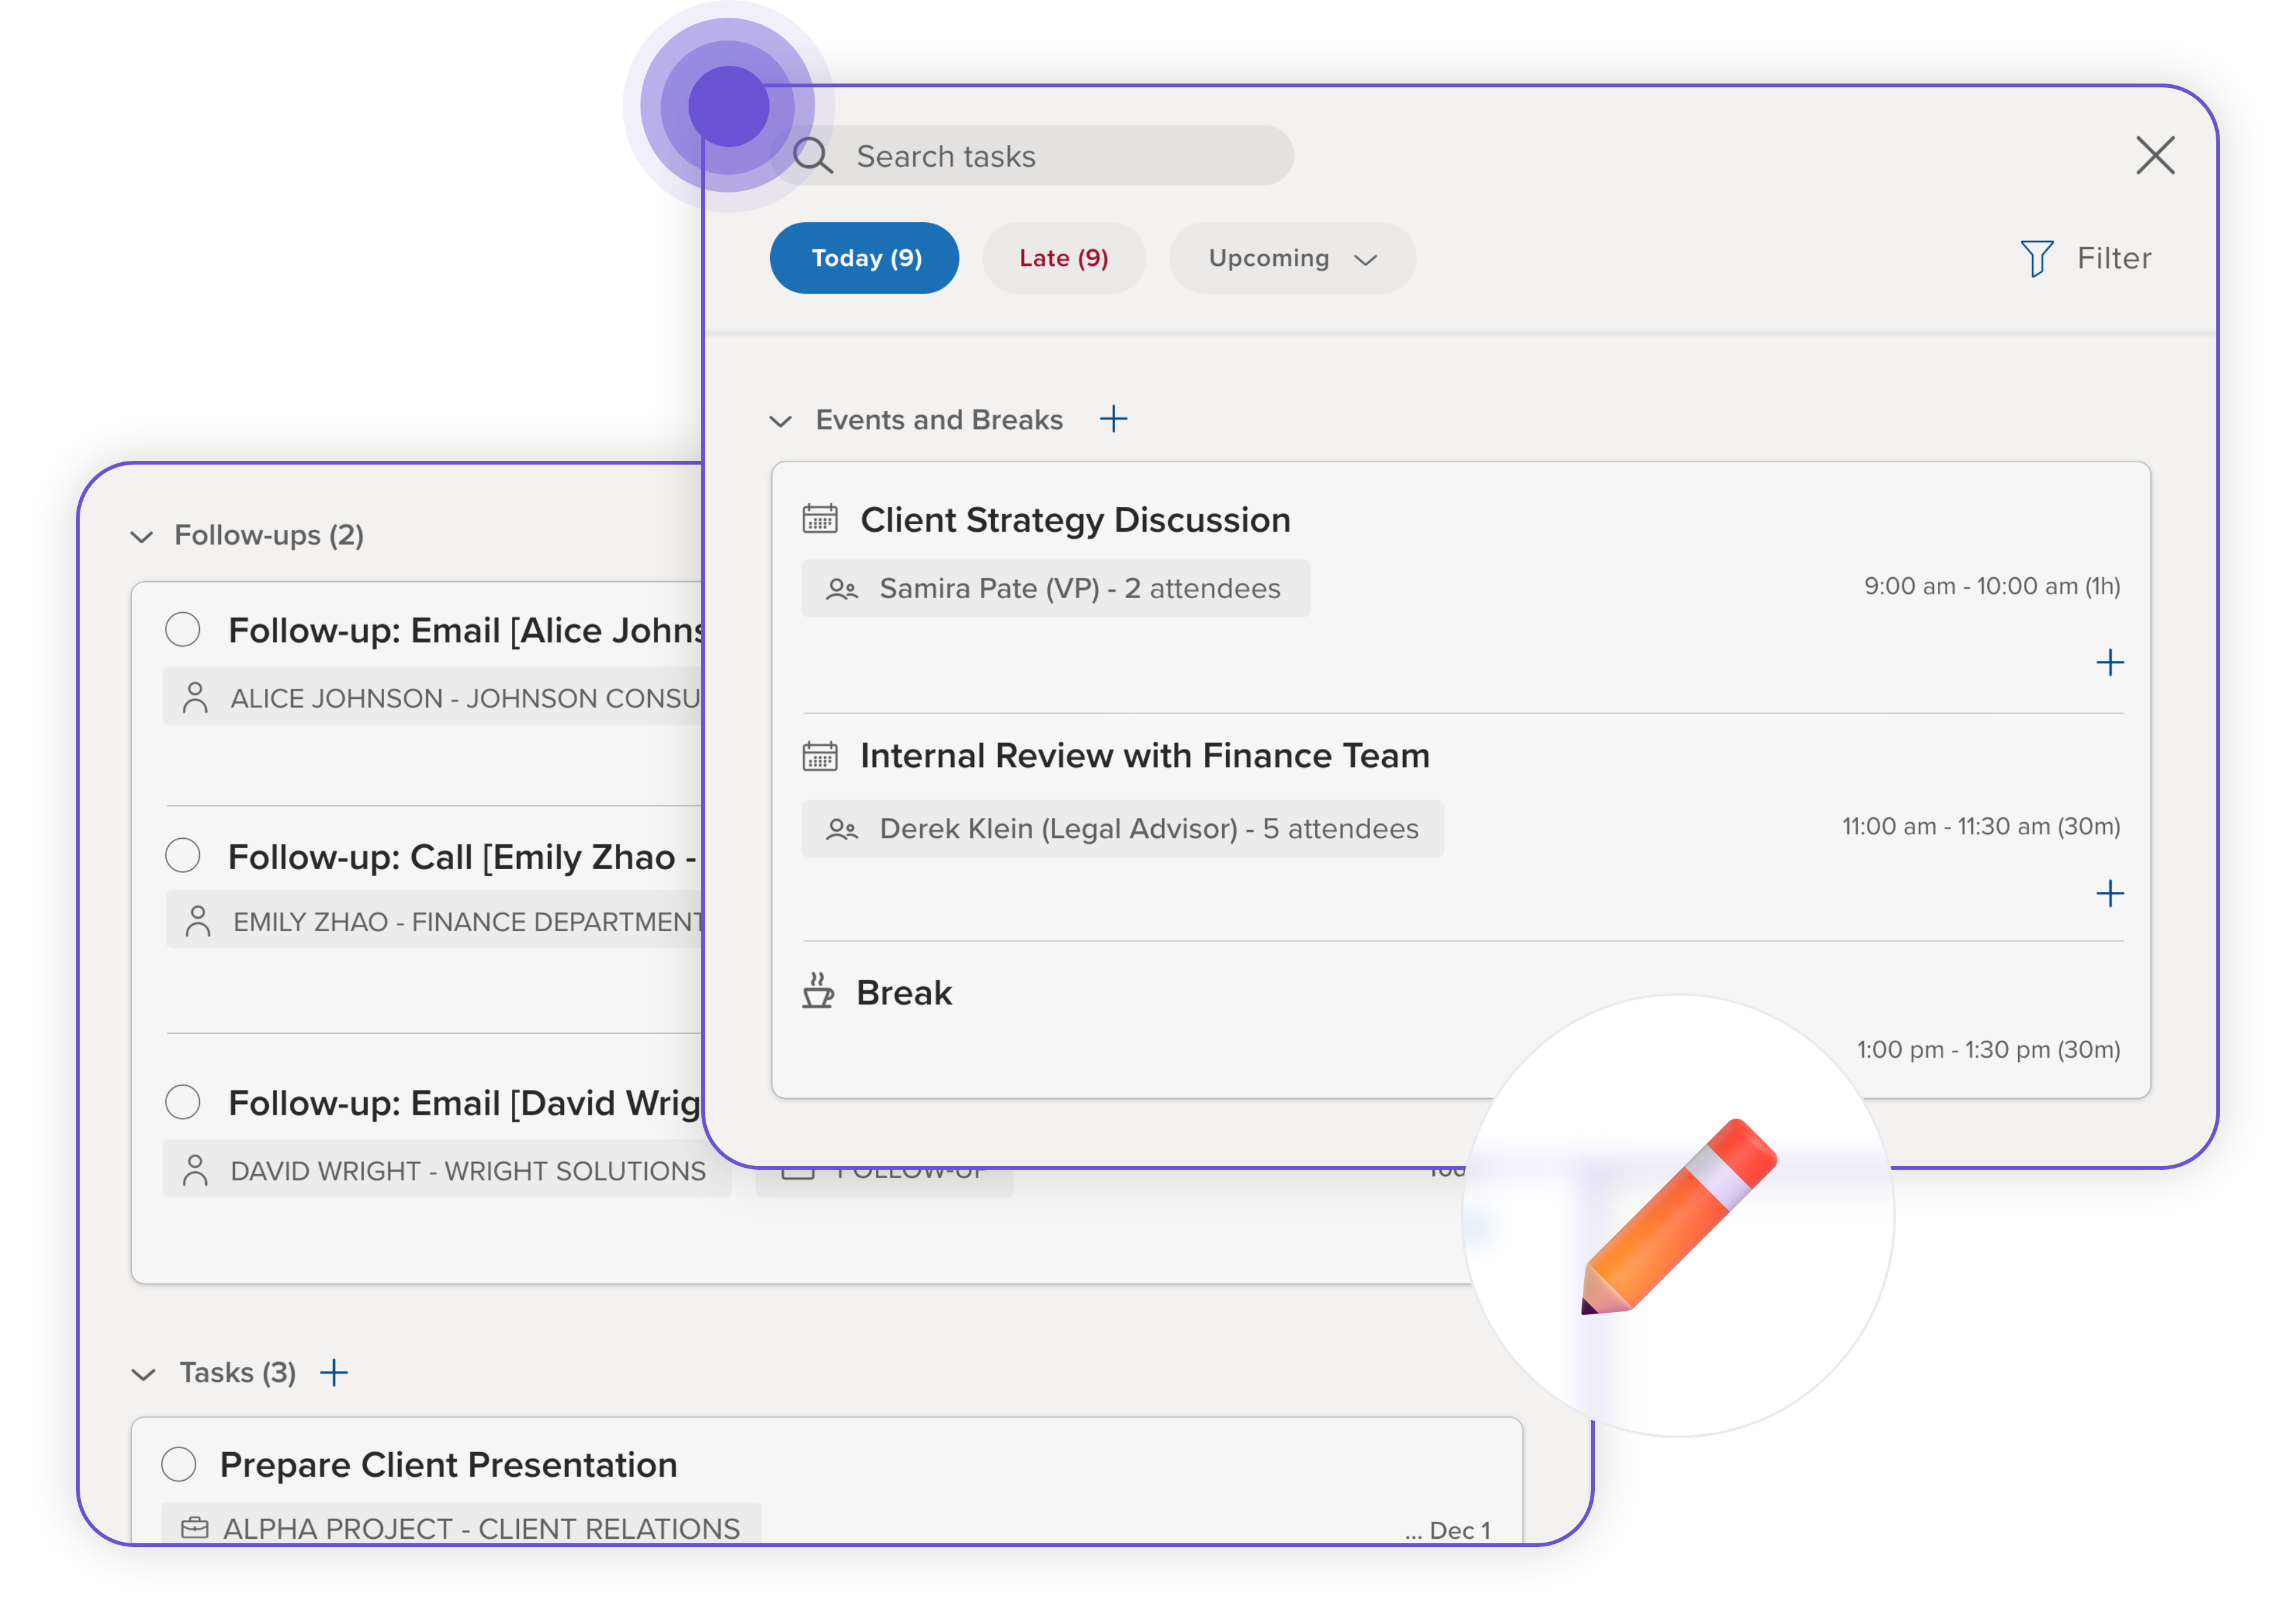 Search tasks
Today (9)
Late (9)
Upcoming
Filter
Events and Breaks
Client Strategy Discussion
Samira Pate (VP) - 2 attendees
9:00 am - 10:00 am (1h)
Internal Review with Finance Team
Derek Klein (Legal Advisor) - 5 attendees
11:00 am - 11:30 am (30m)
Break
1:00 pm - 1:30 pm (30m)
Follow-ups (2)
Follow-up: Email [Alice Johns
ALICE JOHNSON - JOHNSON CONSU
Follow-up: Call [Emily Zhao -
EMILY ZHAO - FINANCE DEPARTMENT
Follow-up: Email [David Wrig
DAVID WRIGHT - WRIGHT SOLUTIONS
FOLLOW-UP
Tasks (3)
Prepare Client Presentation
ALPHA PROJECT - CLIENT RELATIONS
... Dec 1